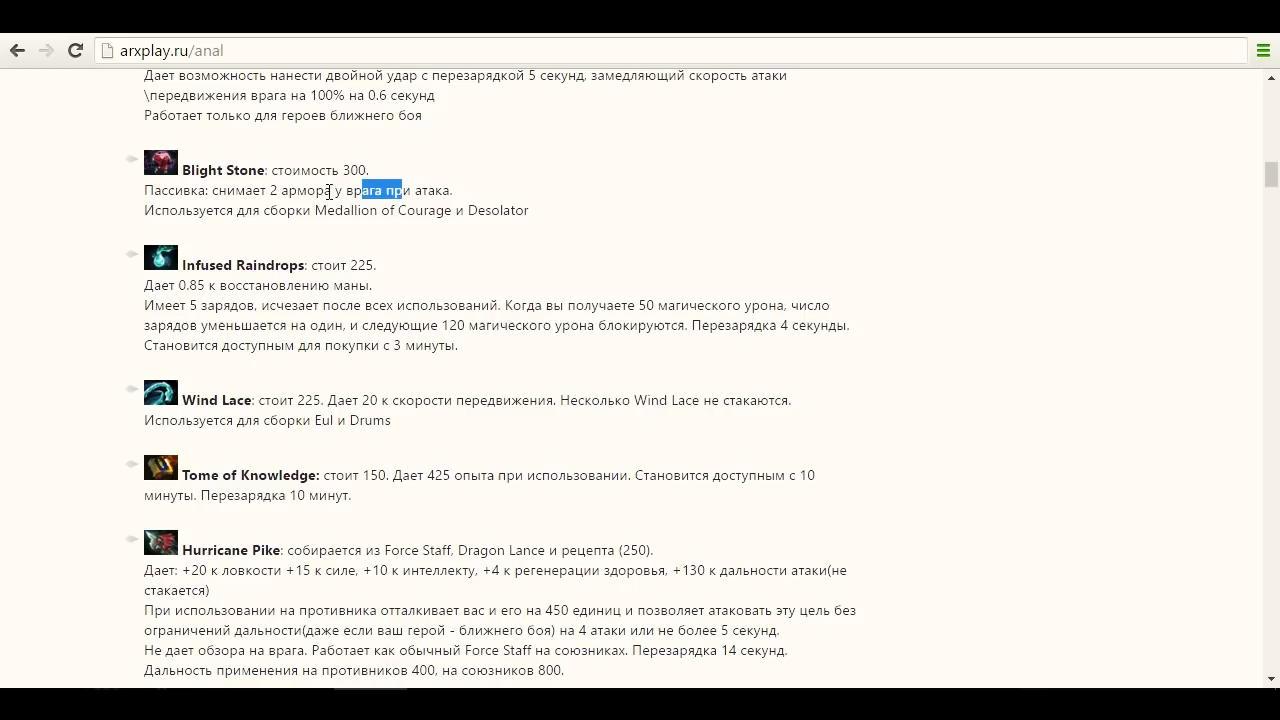 arxplay.ru/anal
Дает возможность нанести двойной удар с перезарядкой 5 секунд, замедляющий скорость атаки
\передвижения врага на 100% на 0.6 секунд
Работает только для героев ближнего боя
Blight Stone: стоимость 300.
Пассивка: снимает 2 армора у врага при атака.
Используется для сборки Medallion of Courage и Desolator
Infused Raindrops: стоит 225.
Дает 0.85 к восстановлению маны.
Имеет 5 зарядов, исчезает после всех использований. Когда вы получаете 50 магического урона, число
зарядов уменьшается на один, и следующие 120 магического урона блокируются. Перезарядка 4 секунды.
Становится доступным для покупки с 3 минуты.
Wind Lace: стоит 225. Дает 20 к скорости передвижения. Несколько Wind Lace не стакаются.
Используется для сборки Eul и Drums
Tome of Knowledge: стоит 150. Дает 425 опыта при использовании. Становится доступным с 10
минуты. Перезарядка 10 минут.
Hurricane Pike: собирается из Force Staff, Dragon Lance и рецепта (250).
Дает: +20 к ловкости +15 к силе, +10 к интеллекту, +4 к регенерации здоровья, +130 к дальности атаки(не
стакается)
При использовании на противника отталкивает вас и его на 450 единиц и позволяет атаковать эту цель без
ограничений дальности(даже если ваш герой - ближнего боя) на 4 атаки или не более 5 секунд.
Не дает обзора на врага. Работает как обычный Force Staff на союзниках. Перезарядка 14 секунд.
Дальность применения на противников 400, на союзников 800.